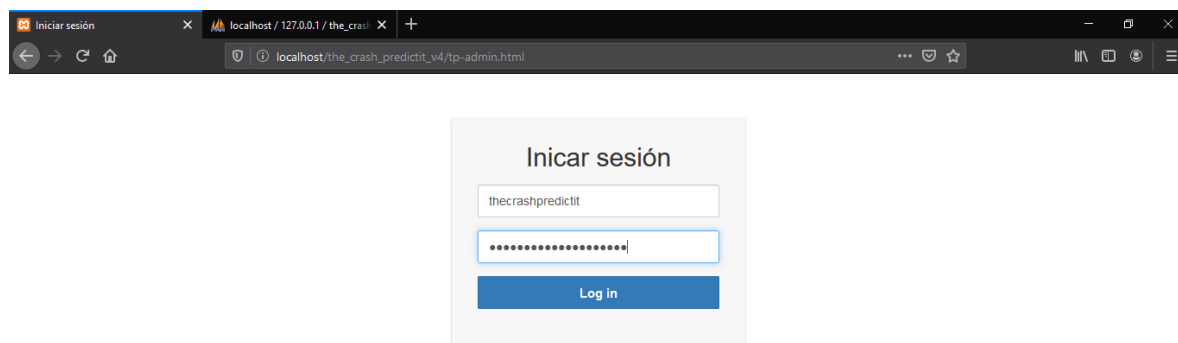 Iniciar sesión
localhost / 127.0.0.1 / the_crash
localhost/the_crash_predictit_v4/tp-admin.html
Inicar sesión
thecrashpredictit
••••••••••••••••••••
Log in